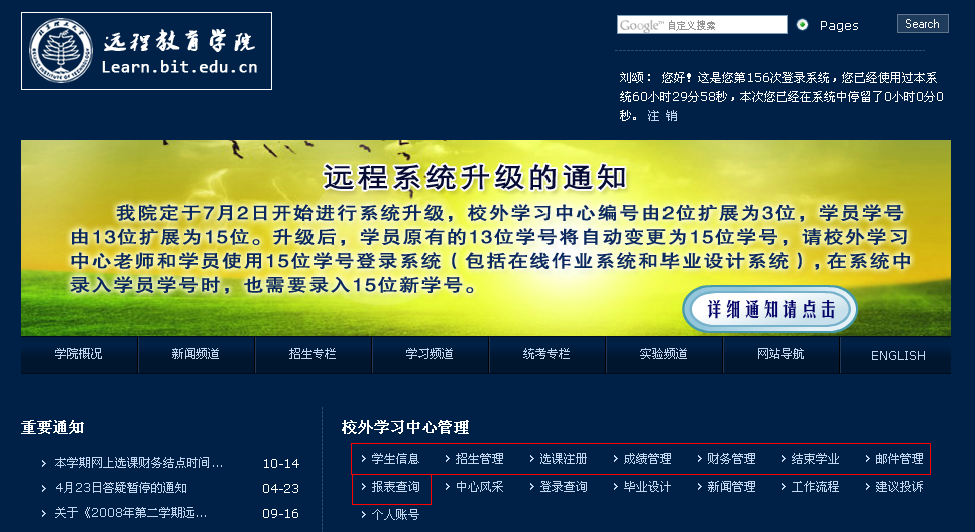 远程教育学院
Learn.bit.edu.cn
Google™ 自定义搜索
Pages
Search
刘颂： 您好！这是您第156次登录系统，您已经使用过本系
统60小时29分58秒，本次您已经在系统中停留了0小时0分0
秒。 注 销
远程系统升级的通知
我院定于7月2日开始进行系统升级，校外学习中心编号由2位扩展为3位，学员学号
由13位扩展为15位。升级后，学员原有的13位学号将自动变更为15位学号，请校外学习
中心老师和学员使用15位学号登录系统（包括在线作业系统和毕业设计系统），在系统中
录入学员学号时，也需要录入15位新学号。
详细通知请点击
学院概况 新闻频道 招生专栏 学习频道 统考专栏 实验频道 网站导航 ENGLISH
重要通知
本学期网上选课财务结点时间... 10-14
4月23日答疑暂停的通知 04-23
关于《2008年第二学期远... 09-16
校外学习中心管理
学生信息 招生管理 选课注册 成绩管理 财务管理 结束学业 邮件管理
报表查询 中心风采 登录查询 毕业设计 新闻管理 工作流程 建议投诉
个人账号